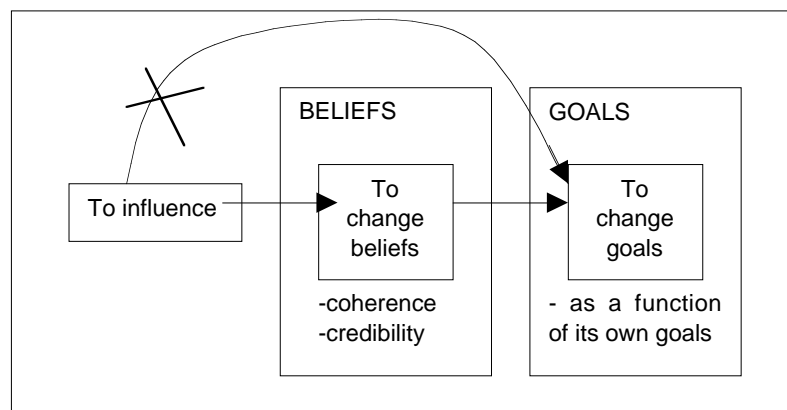 BELIEFS
GOALS
To influence
To
change
beliefs
To
change
goals
-coherence
-credibility
- as a function
of its own goals